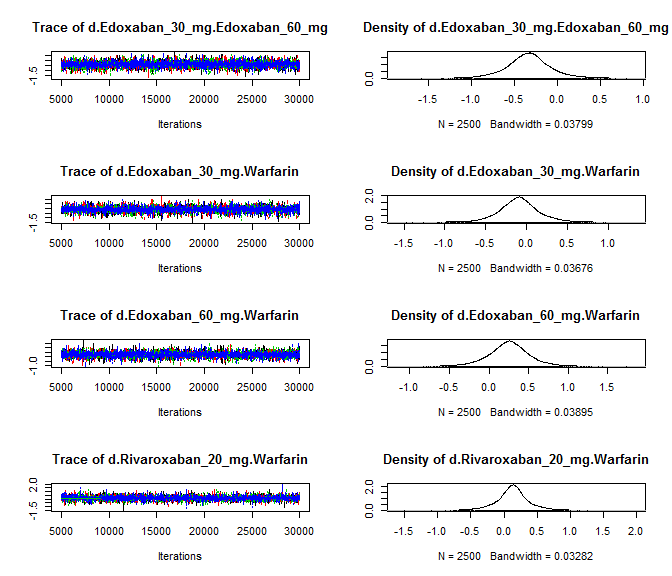 Trace of d.Edoxaban_30_mg.Edoxaban_60_mg
-1.5
5000 10000 15000 20000 25000 30000
Iterations
Density of d.Edoxaban_30_mg.Edoxaban_60_mg
0.0
-1.5 -1.0 -0.5 0.0 0.5 1.0
N = 2500 Bandwidth = 0.03799
Trace of d.Edoxaban_30_mg.Warfarin
-1.5
5000 10000 15000 20000 25000 30000
Iterations
Density of d.Edoxaban_30_mg.Warfarin
2.0
0.0
-1.5 -1.0 -0.5 0.0 0.5 1.0
N = 2500 Bandwidth = 0.03676
Trace of d.Edoxaban_60_mg.Warfarin
-1.0
5000 10000 15000 20000 25000 30000
Iterations
Density of d.Edoxaban_60_mg.Warfarin
0.0
-1.0 -0.5 0.0 0.5 1.0 1.5
N = 2500 Bandwidth = 0.03895
Trace of d.Rivaroxaban_20_mg.Warfarin
2.0
-1.5
5000 10000 15000 20000 25000 30000
Iterations
Density of d.Rivaroxaban_20_mg.Warfarin
2.0
0.0
-1.5 -1.0 -0.5 0.0 0.5 1.0 1.5 2.0
N = 2500 Bandwidth = 0.03282